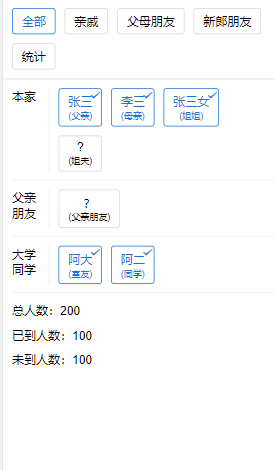 全部 亲戚 父母朋友 新郎朋友
统计
本家 张三 李三 张三女
(父亲) (母亲) (姐姐)
?
(姐夫)
父亲 ?
朋友 (父亲朋友)
大学 阿大 阿二
同学 (室友) (同学)
总人数：200
已到人数：100
未到人数：100